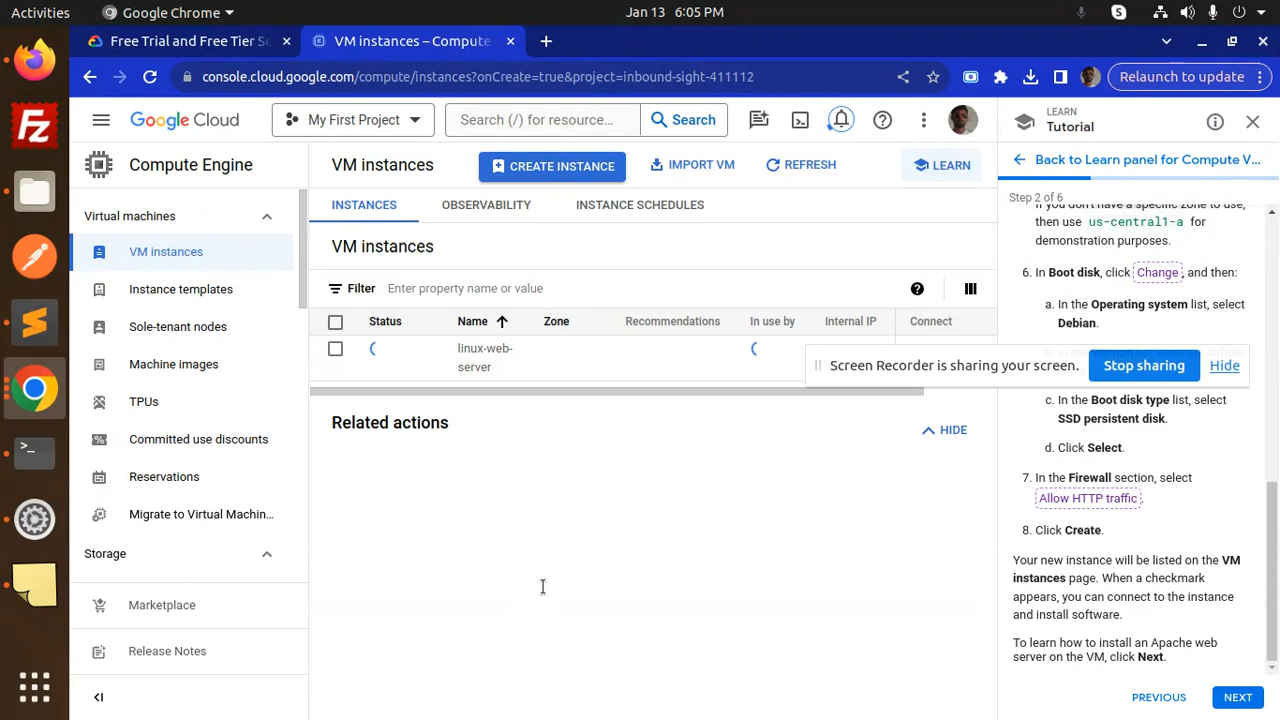 Activities
Google Chrome
Jan 13 6:05 PM
Free Trial and Free Tier Se
VM instances – Compute
console.cloud.google.com/compute/instances?onCreate=true&project=inbound-sight-411112
Relaunch to update
Google Cloud
My First Project
Search (/) for resource...
Search
LEARN
Tutorial
Compute Engine
VM instances
CREATE INSTANCE
IMPORT VM
REFRESH
LEARN
Back to Learn panel for Compute V...
Step 2 of 6
Virtual machines
VM instances
Instance templates
Sole-tenant nodes
Machine images
TPUs
Committed use discounts
Reservations
Migrate to Virtual Machin...
Storage
Marketplace
Release Notes
INSTANCES
OBSERVABILITY
INSTANCE SCHEDULES
VM instances
Filter
Enter property name or value
Status
Name
Zone
Recommendations
In use by
Internal IP
Connect
linux-web-
server
Related actions
HIDE
If you don't have a specific zone to use,
then use us-central1-a for
demonstration purposes.
6. In Boot disk, click Change, and then:
a. In the Operating system list, select
Debian.
Screen Recorder is sharing your screen.
Stop sharing
Hide
c. In the Boot disk type list, select
SSD persistent disk.
d. Click Select.
7. In the Firewall section, select
Allow HTTP traffic.
8. Click Create.
Your new instance will be listed on the VM
instances page. When a checkmark
appears, you can connect to the instance
and install software.
To learn how to install an Apache web
server on the VM, click Next.
PREVIOUS
NEXT